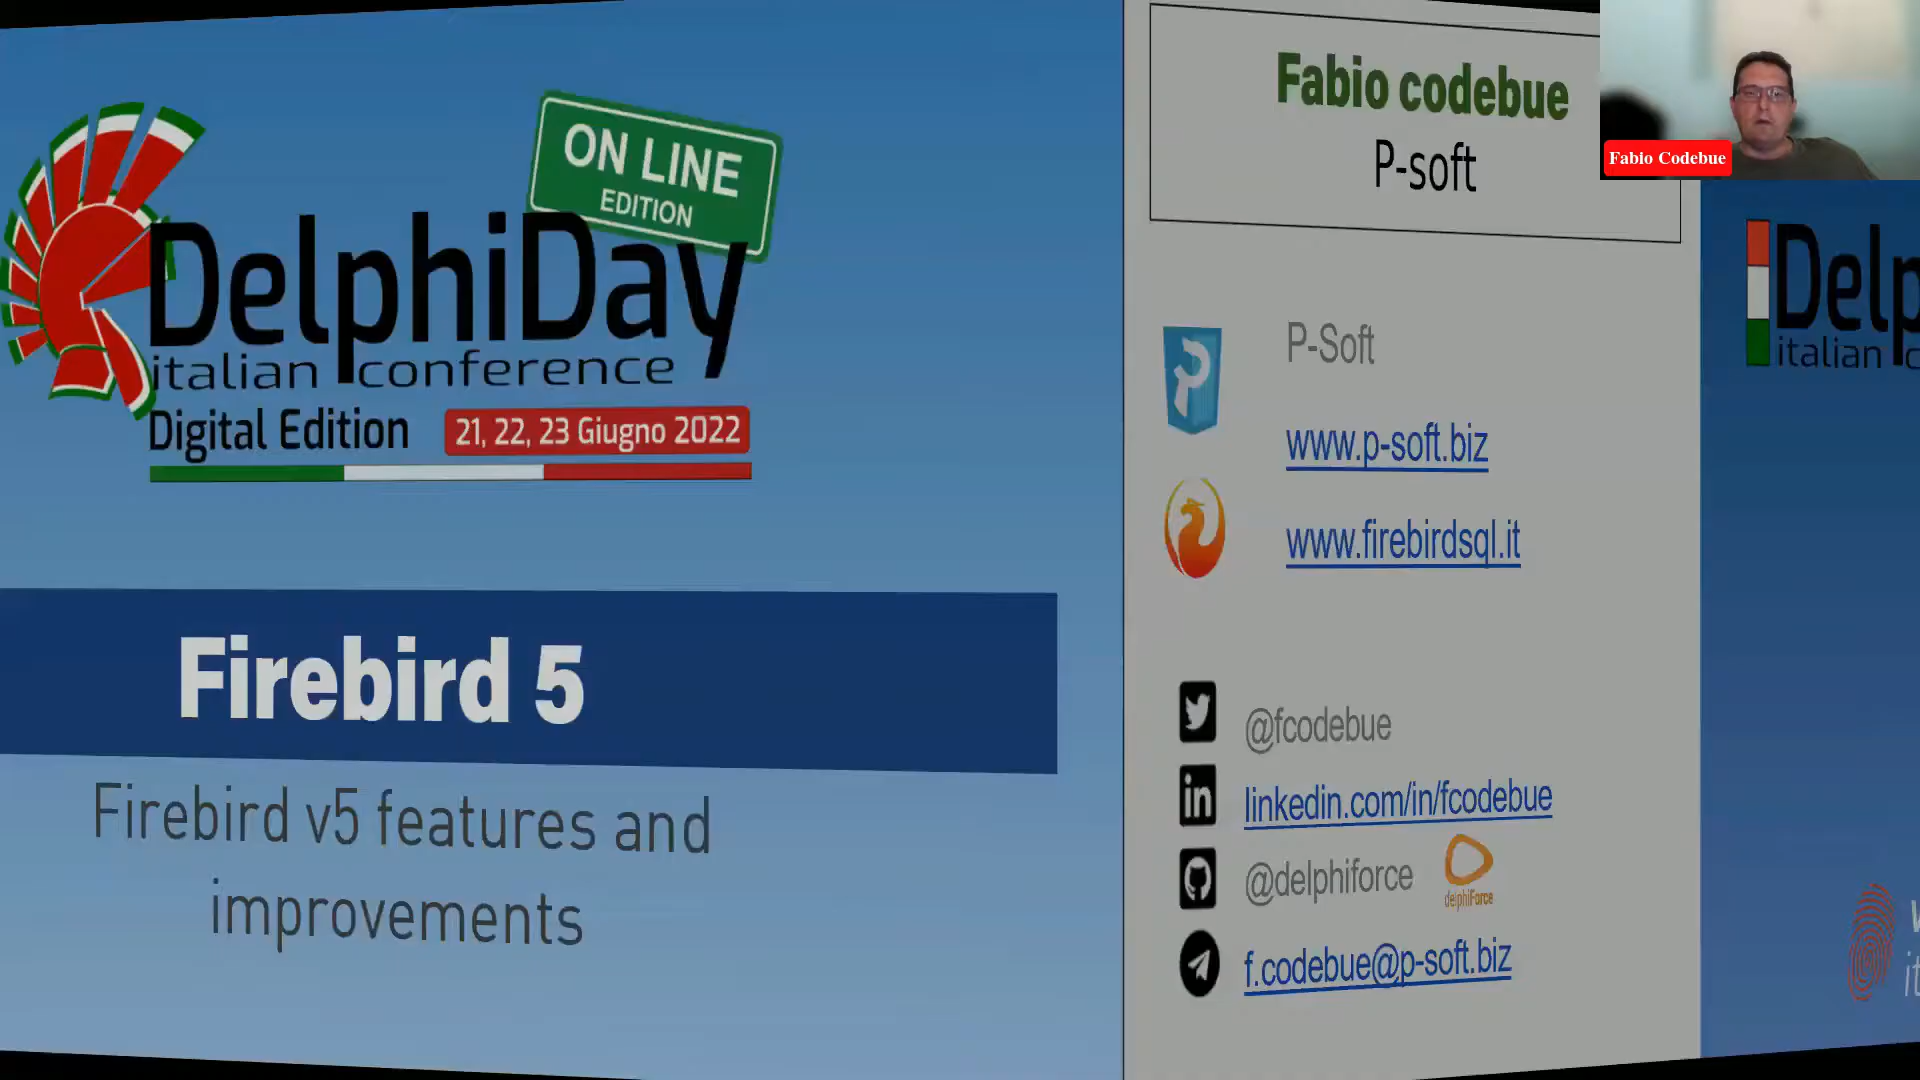 ON LINE
EDITION
DelphiDay
italian conference
Digital Edition
21, 22, 23 Giugno 2022
Firebird 5
Firebird v5 features and
improvements
Fabio codebue
P-soft
P-Soft
www.p-soft.biz
www.firebirdsql.it
@fcodebue
linkedin.com/in/fcodebue
@delphiforce
delphiForce
f.codebue@p-soft.biz
Fabio Codebue
Delp
italian c